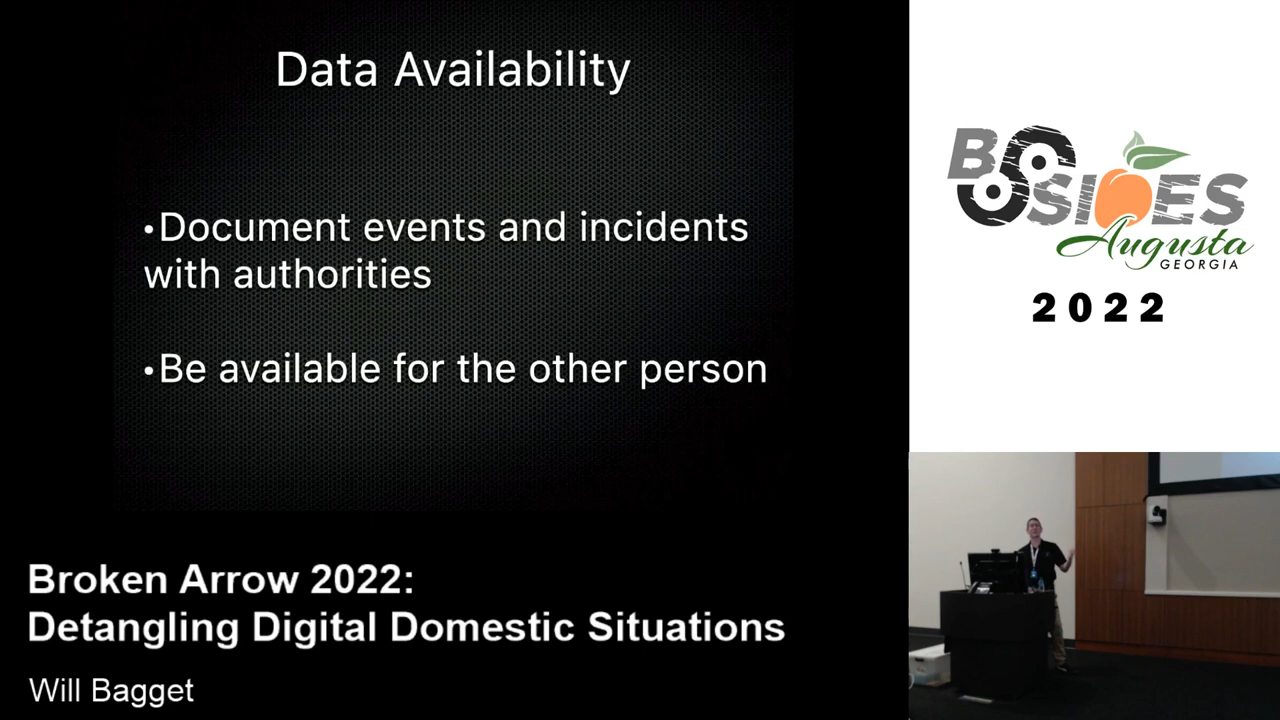 Data Availability
•Document events and incidents
with authorities
•Be available for the other person
BSIDES
Augusta
GEORGIA
2022
Broken Arrow 2022:
Detangling Digital Domestic Situations
Will Bagget